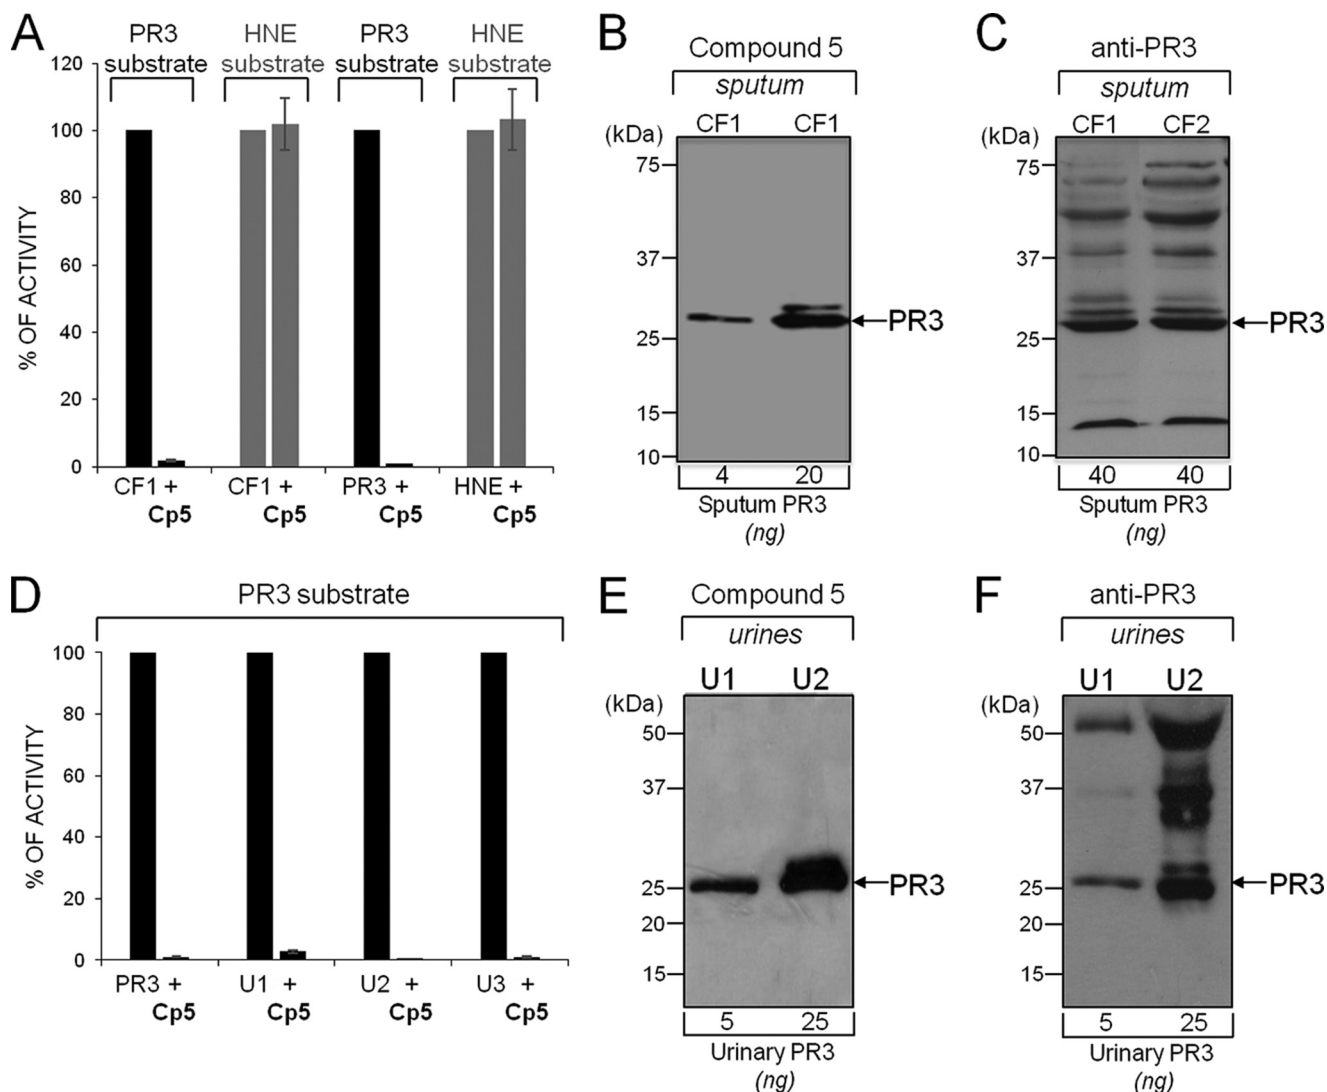 A
PR3 substrate
HNE substrate
PR3 substrate
HNE substrate
% OF ACTIVITY
120
100
80
60
40
20
0
CF1 + Cp5
CF1 + Cp5
PR3 + Cp5
HNE + Cp5
B
Compound 5
sputum
(kDa)
CF1 CF1
75
37
25
15
10
PR3
4 20
Sputum PR3
(ng)
C
anti-PR3
sputum
(kDa)
CF1 CF2
75
37
25
15
10
PR3
40 40
Sputum PR3
(ng)
D
PR3 substrate
% OF ACTIVITY
100
80
60
40
20
0
PR3 + Cp5
U1 + Cp5
U2 + Cp5
U3 + Cp5
E
Compound 5
urines
U1 U2
(kDa)
50
37
25
20
15
PR3
5 25
Urinary PR3
(ng)
F
anti-PR3
urines
U1 U2
(kDa)
50
37
25
20
15
PR3
5 25
Urinary PR3
(ng)